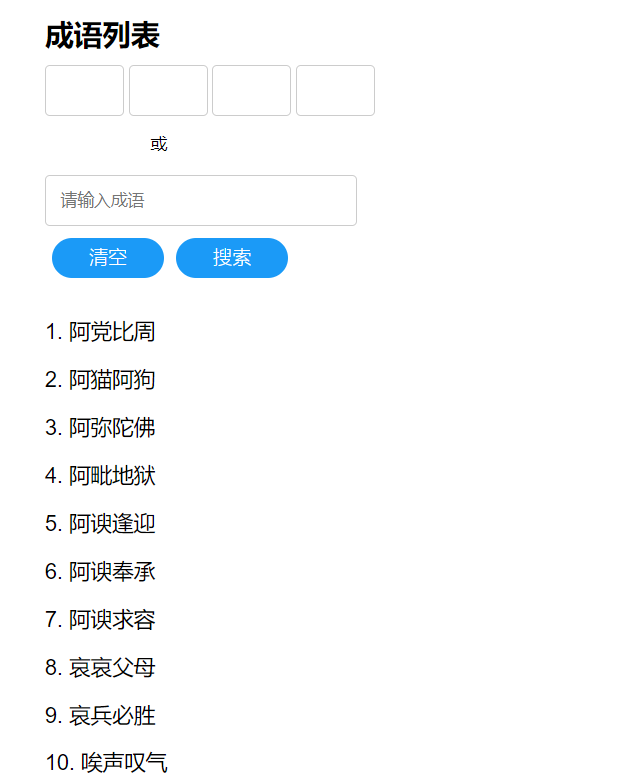 成语列表
或
请输入成语
清空 搜索
1. 阿党比周
2. 阿猫阿狗
3. 阿弥陀佛
4. 阿毗地狱
5. 阿谀逢迎
6. 阿谀奉承
7. 阿谀求容
8. 哀哀父母
9. 哀兵必胜
10. 唉声叹气